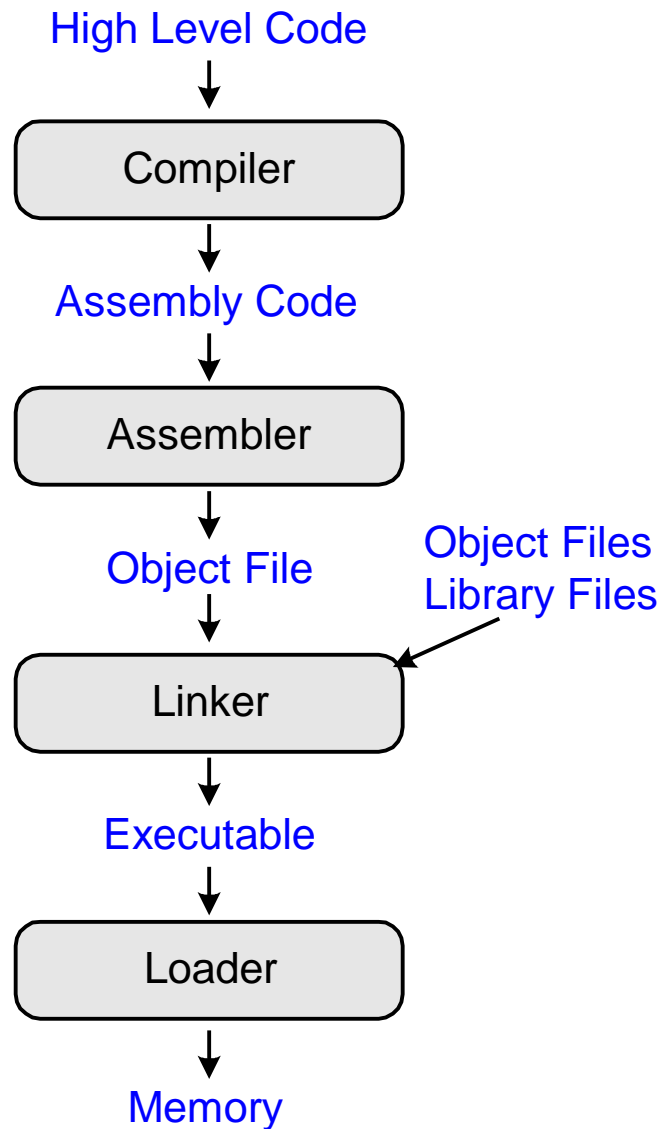 High Level Code
Compiler
Assembly Code
Assembler
Object File
Object Files
Library Files
Linker
Executable
Loader
Memory